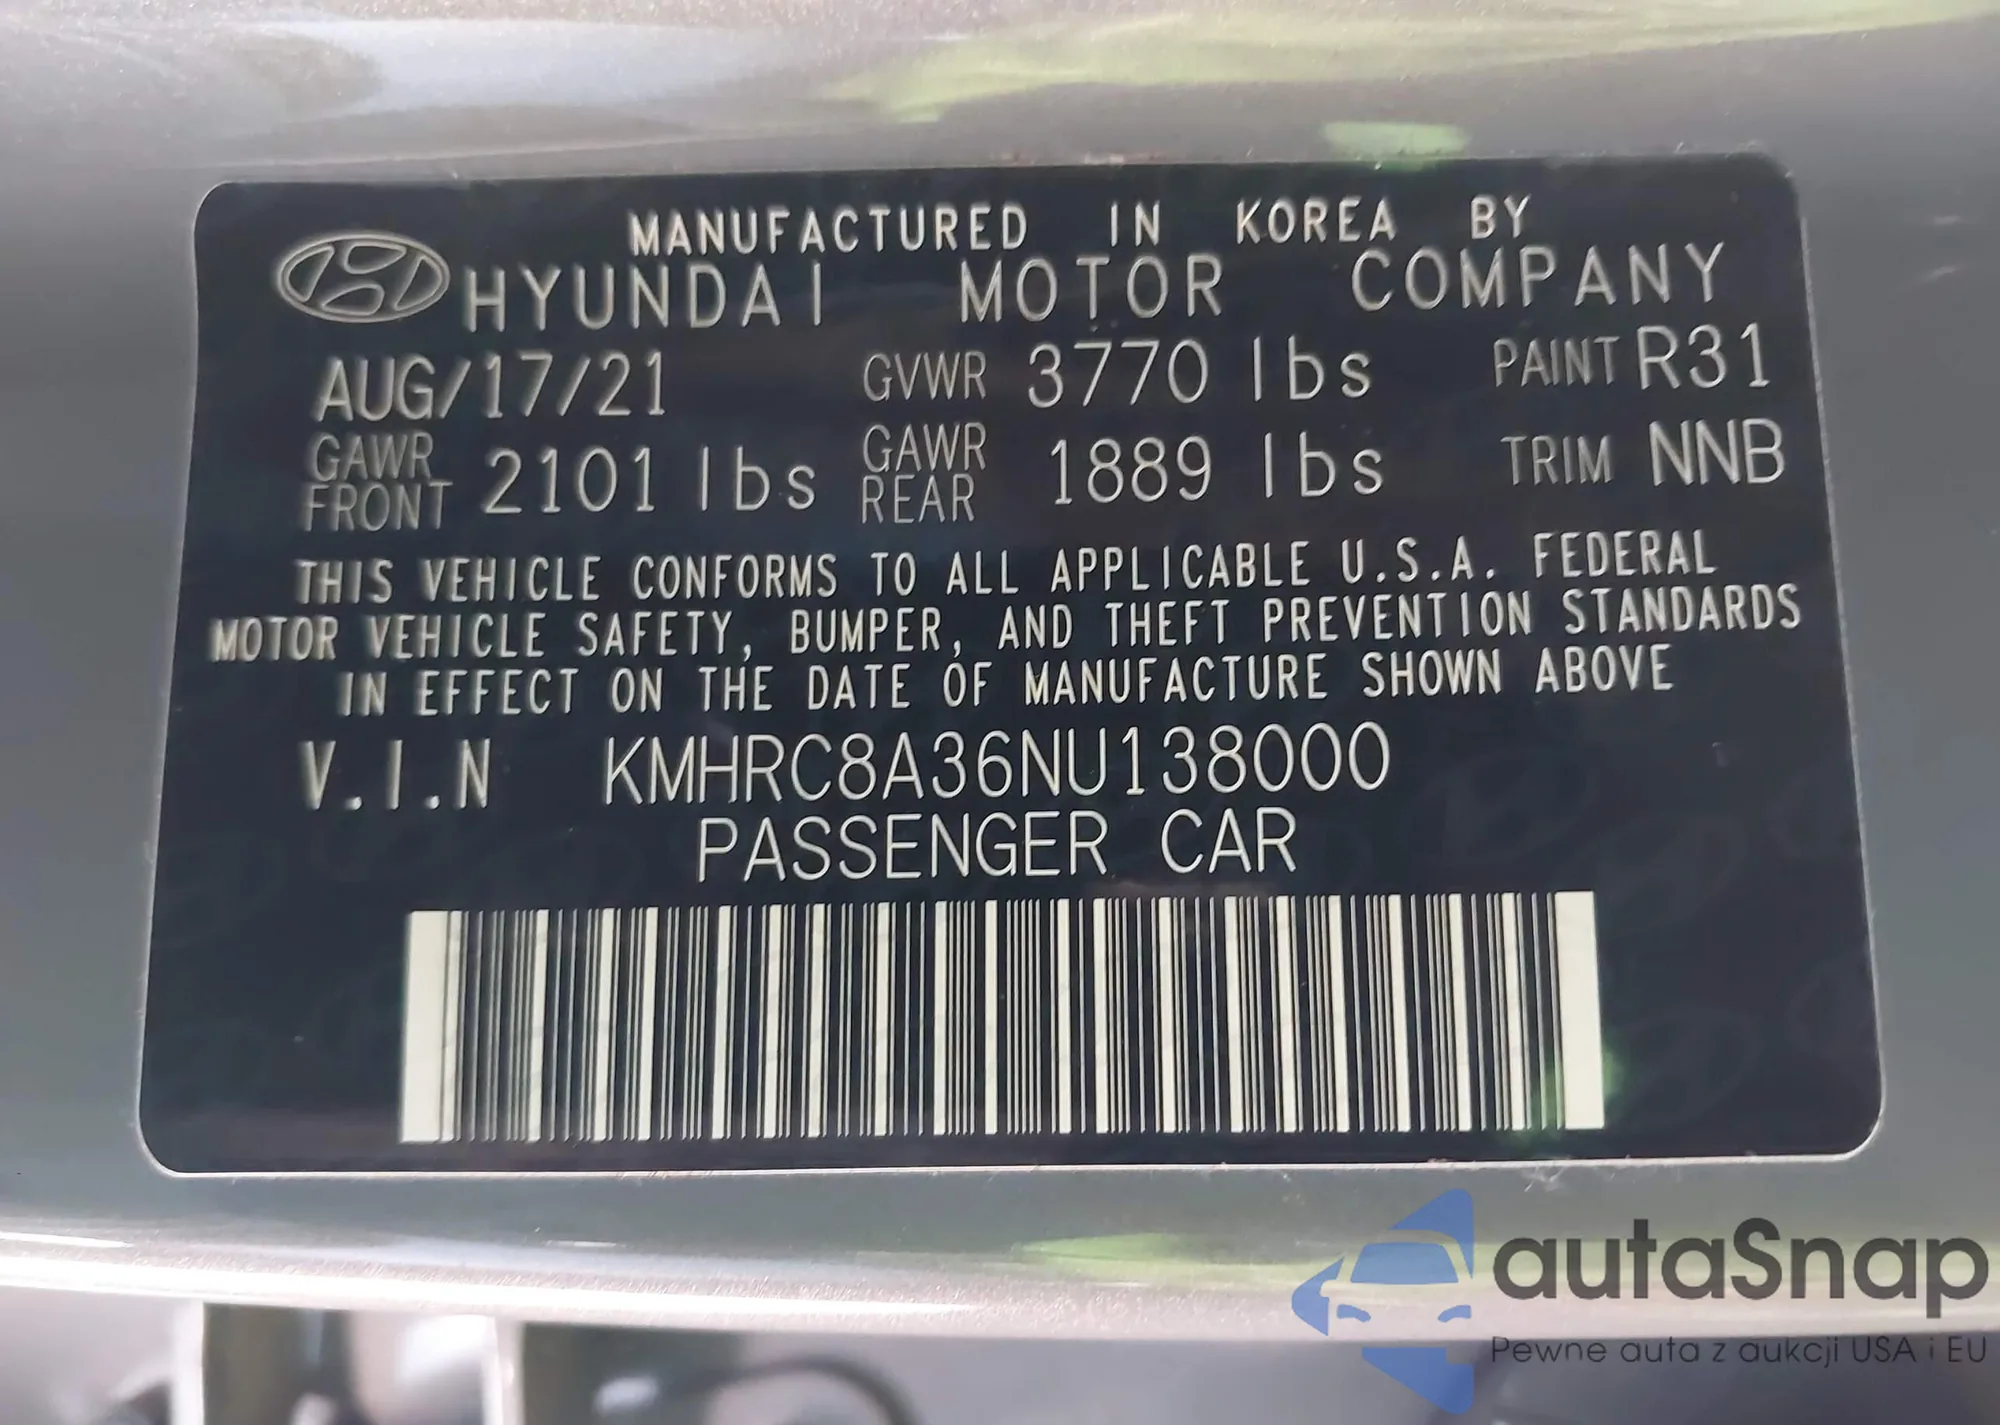 MANUFACTURED IN KOREA BY
HYUNDAI MOTOR COMPANY
AUG/17/21 GVWR 3770 lbs PAINT R31
GAWR FRONT 2101 lbs GAWR REAR 1889 lbs TRIM NNB
THIS VEHICLE CONFORMS TO ALL APPLICABLE U.S.A. FEDERAL
MOTOR VEHICLE SAFETY, BUMPER, AND THEFT PREVENTION STANDARDS
IN EFFECT ON THE DATE OF MANUFACTURE SHOWN ABOVE
V.I.N KMHRC8A36NU138000
PASSENGER CAR
autaSnap
Pewne auta z aukcji USA i EU